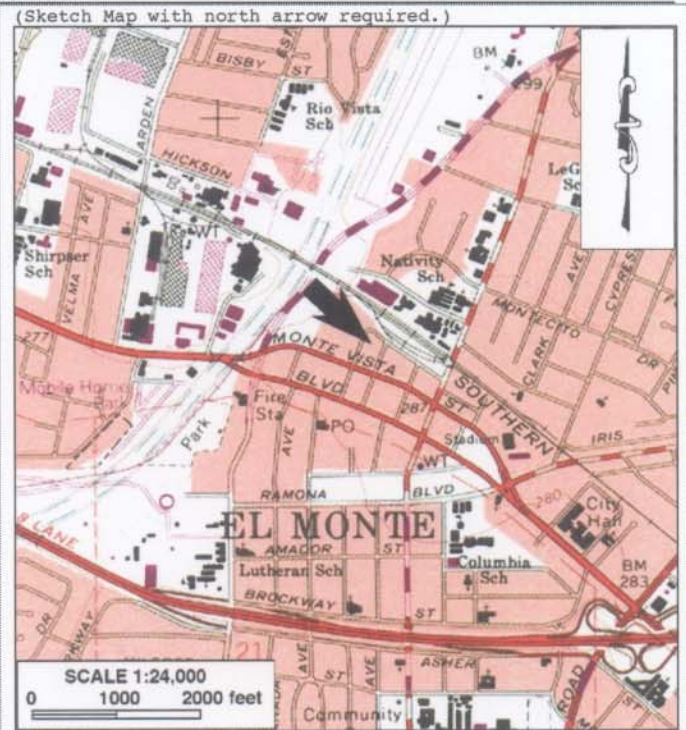 (Sketch Map with north arrow required.)
BISBY ST
EST
BM
299
Rio Vista
Sch
ARDEN
HICKSON
WT
Shirpser
Sch
VELMA AVE
Nativity
Sch
MONTECITO
DR
AVE
CYPRESS
CLARK
277
MONTE VISTA
BLVD
ST
287
SOUTHERN
Mobile Home
Park
Fire
Sta
Park
AVE
PO
Stadium
WT
IRIS
RAMONA BLVD
280
City
Hall
EL MONTE
LANE
AMADOR ST
Lutheran Sch
Columbia
Sch
BM
283
BROCKWAY ST
DR
21
AVE
AVE
ASHER
ST
ROAD
ST
Community
SCALE 1:24,000
0 1000 2000 feet